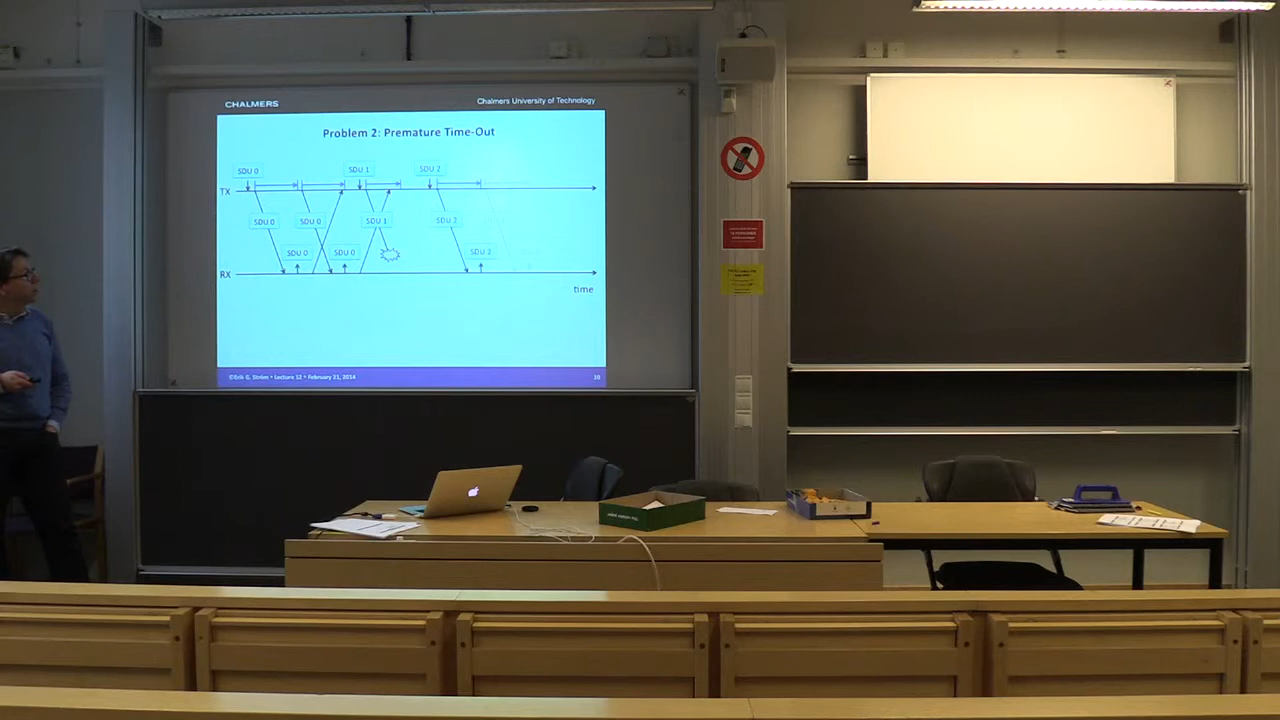 CHALMERS
Chalmers University of Technology
Problem 2: Premature Time-Out
SDU 0
SDU 1
SDU 2
TX
SDU 0
SDU 0
SDU 1
SDU 2
SDU 0
SDU 0
SDU 2
RX
time
©Erik G. Ström • Lecture 12 • February 21, 2014
10